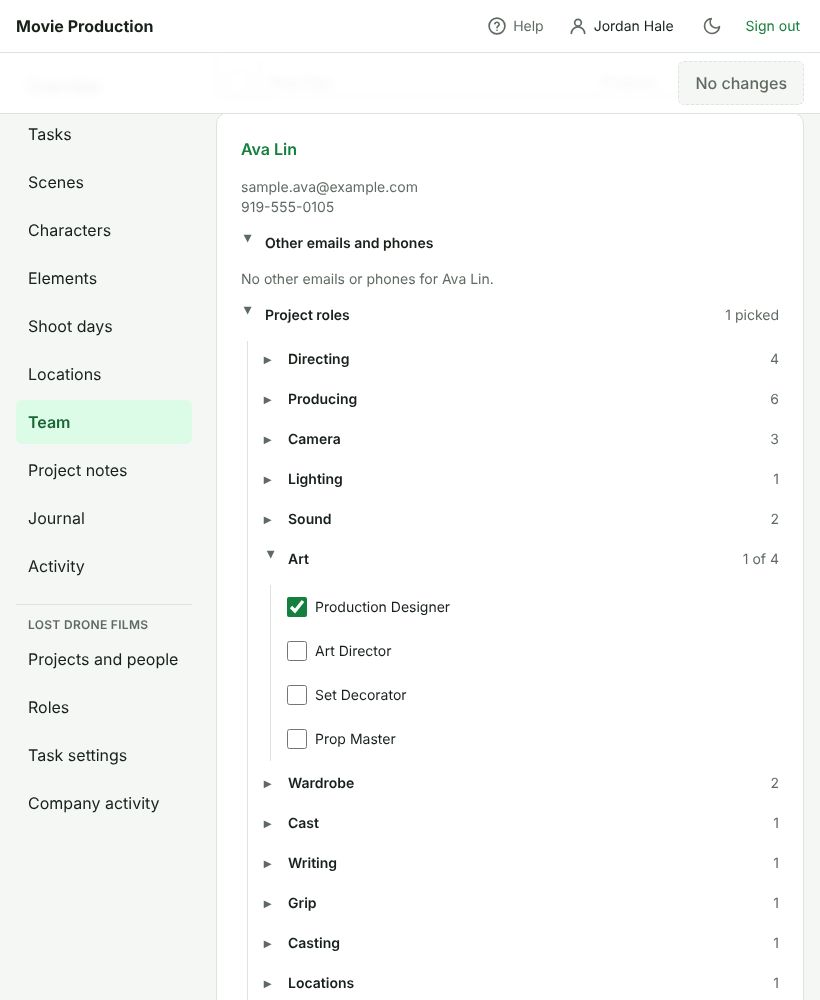 Movie Production
Help
Jordan Hale
Sign out
No changes
Tasks
Scenes
Characters
Elements
Shoot days
Locations
Team
Project notes
Journal
Activity
LOST DRONE FILMS
Projects and people
Roles
Task settings
Company activity
Ava Lin
sample.ava@example.com
919-555-0105
Other emails and phones
No other emails or phones for Ava Lin.
Project roles 1 picked
Directing 4
Producing 6
Camera 3
Lighting 1
Sound 2
Art 1 of 4
Production Designer
Art Director
Set Decorator
Prop Master
Wardrobe 2
Cast 1
Writing 1
Grip 1
Casting 1
Locations 1